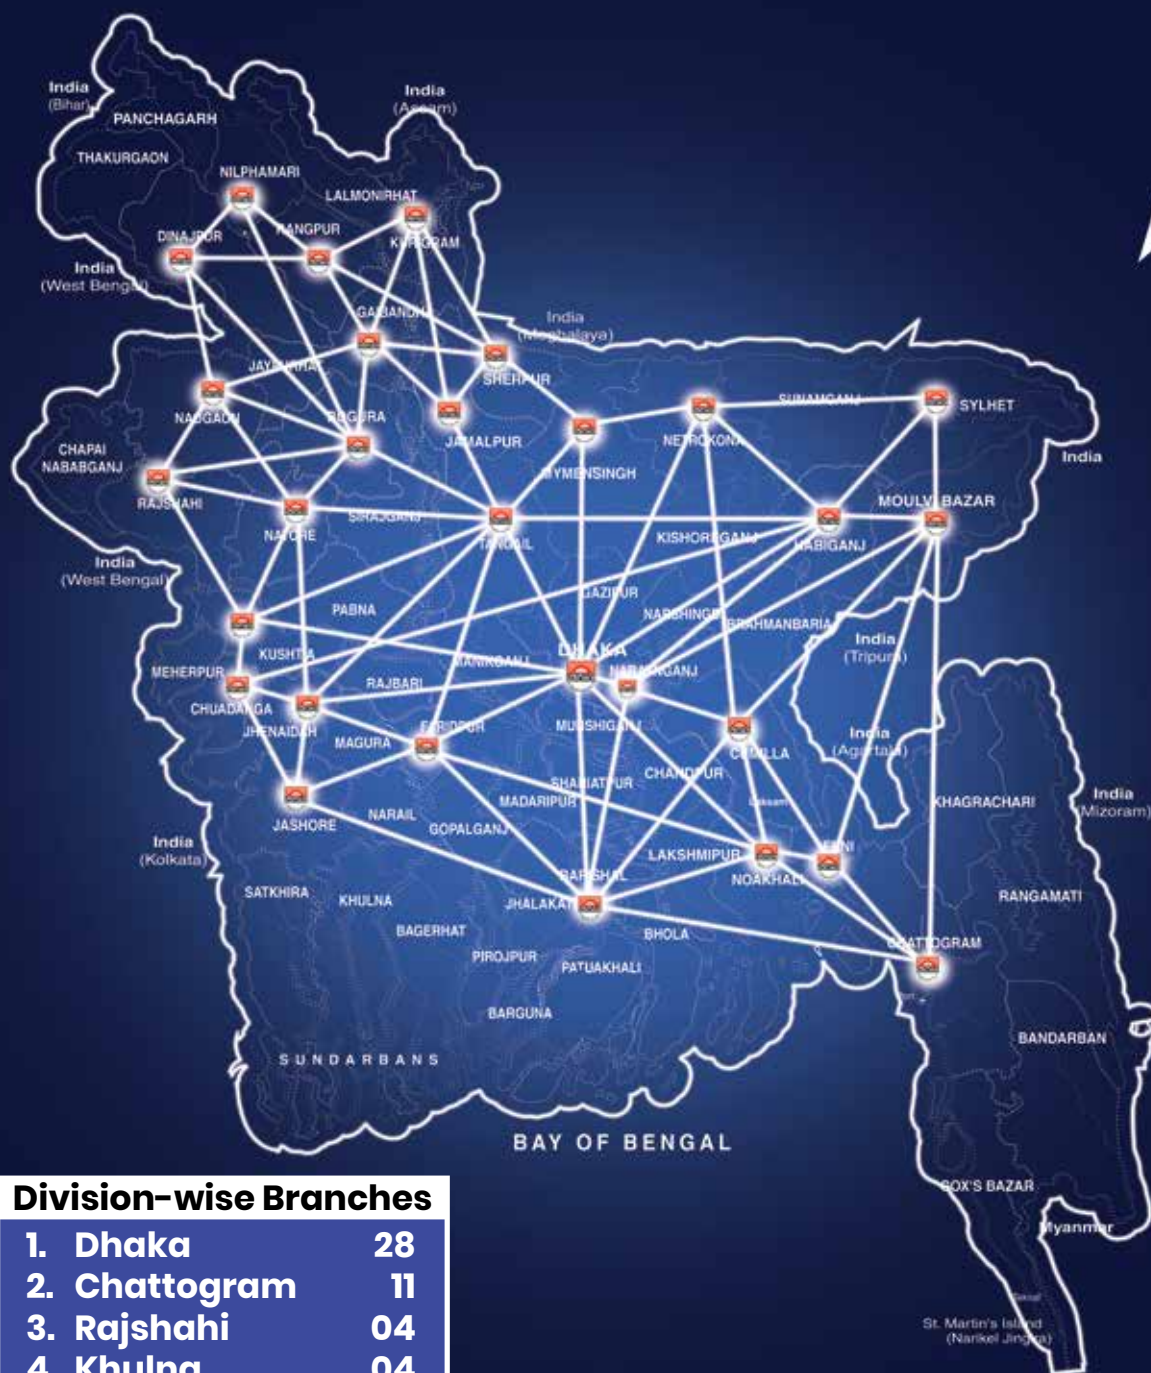 India
(Bihar)
India
(Assam)
PANCHAGARH
THAKURGAON
NILPHAMARI
LALMONIRHAT
DINAJPUR
RANGPUR
KURIGRAM
India
(West Bengal)
GAIBANDHA
India
(Meghalaya)
JAYPURHAT
SHERPUR
NAOGAON
BOGURA
JAMALPUR
NETROKONA
SUNAMGANJ
SYLHET
CHAPAI
NABABGANJ
India
MYMENSINGH
RAJSHAHI
MOULVI BAZAR
NATORE
SIRAJGANJ
TANGAIL
KISHOREGANJ
HABIGANJ
India
(West Bengal)
GAZIPUR
PABNA
NARSHINGDI
BRAHMANBARIA
KUSHTIA
DHAKA
India
(Tripura)
MEHERPUR
MANIKGANJ
NARAYANGANJ
RAJBARI
CHUADANGA
JHENAIDAH
FARIDPUR
MUNSHIGANJ
MAGURA
COMILLA
India
(Agartala)
CHANDPUR
SHARIATPUR
MADARIPUR
Laksam
KHAGRACHARI
India
(Mizoram)
JASHORE
NARAIL
GOPALGANJ
India
(Kolkata)
LAKSHMIPUR
FENI
BARISHAL
NOAKHALI
SATKHIRA
KHULNA
JHALAKATI
RANGAMATI
BAGERHAT
BHOLA
CHATTOGRAM
PIROJPUR
PATUAKHALI
BARGUNA
BANDARBAN
SUNDARBANS
BAY OF BENGAL
COX'S BAZAR
Myanmar
St. Martin's Island
(Narikel Jingira)
Division-wise Branches
1. Dhaka 28
2. Chattogram 11
3. Rajshahi 04
4. Khulna 04